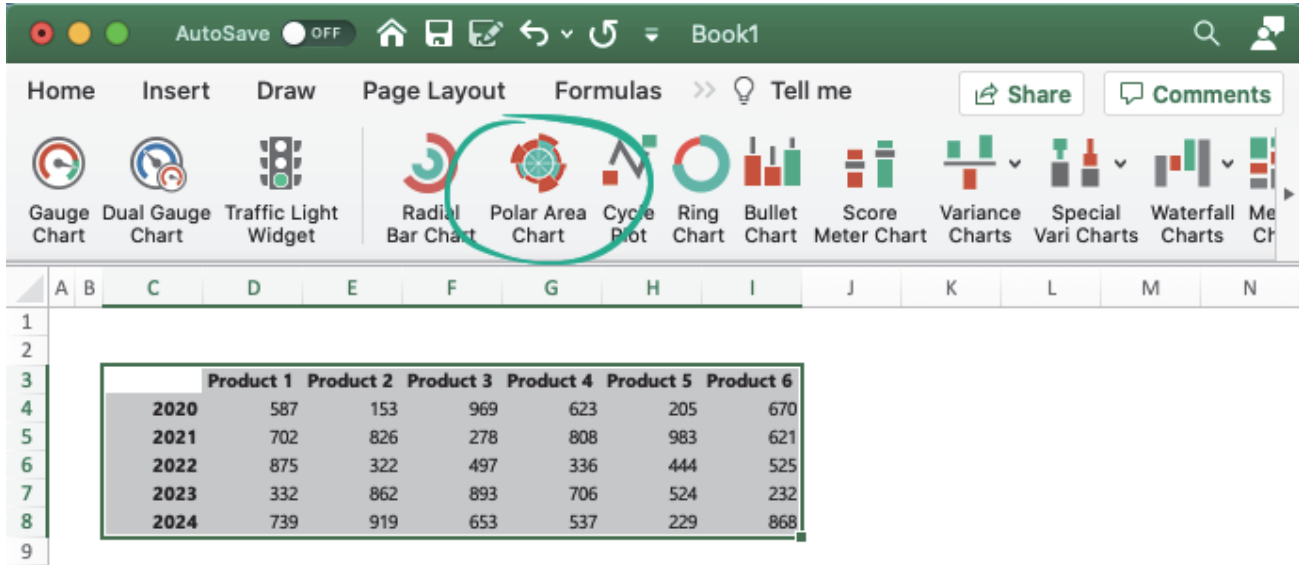 AutoSave OFF Book1
Home Insert Draw Page Layout Formulas >> Tell me Share Comments
Gauge Dual Gauge Traffic Light Radial Polar Area Cycle Ring Bullet Score Variance Special Waterfall Me
Chart Chart Widget Bar Chart Chart Plot Chart Chart Meter Chart Charts Vari Charts Charts Ch
A B C D E F G H I J K L M N
1
2
3 Product 1 Product 2 Product 3 Product 4 Product 5 Product 6
4 2020 587 153 969 623 205 670
5 2021 702 826 278 808 983 621
6 2022 875 322 497 336 444 525
7 2023 332 862 893 706 524 232
8 2024 739 919 653 537 229 868
9